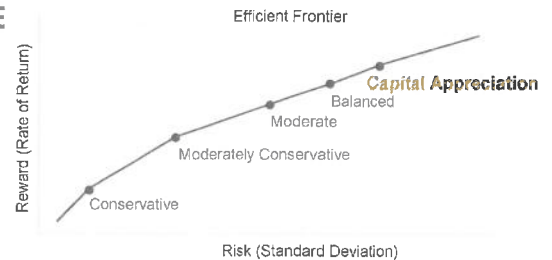 Efficient Frontier
Reward (Rate of Return)
Capital Appreciation
Balanced
Moderate
Moderately Conservative
Conservative
Risk (Standard Deviation)